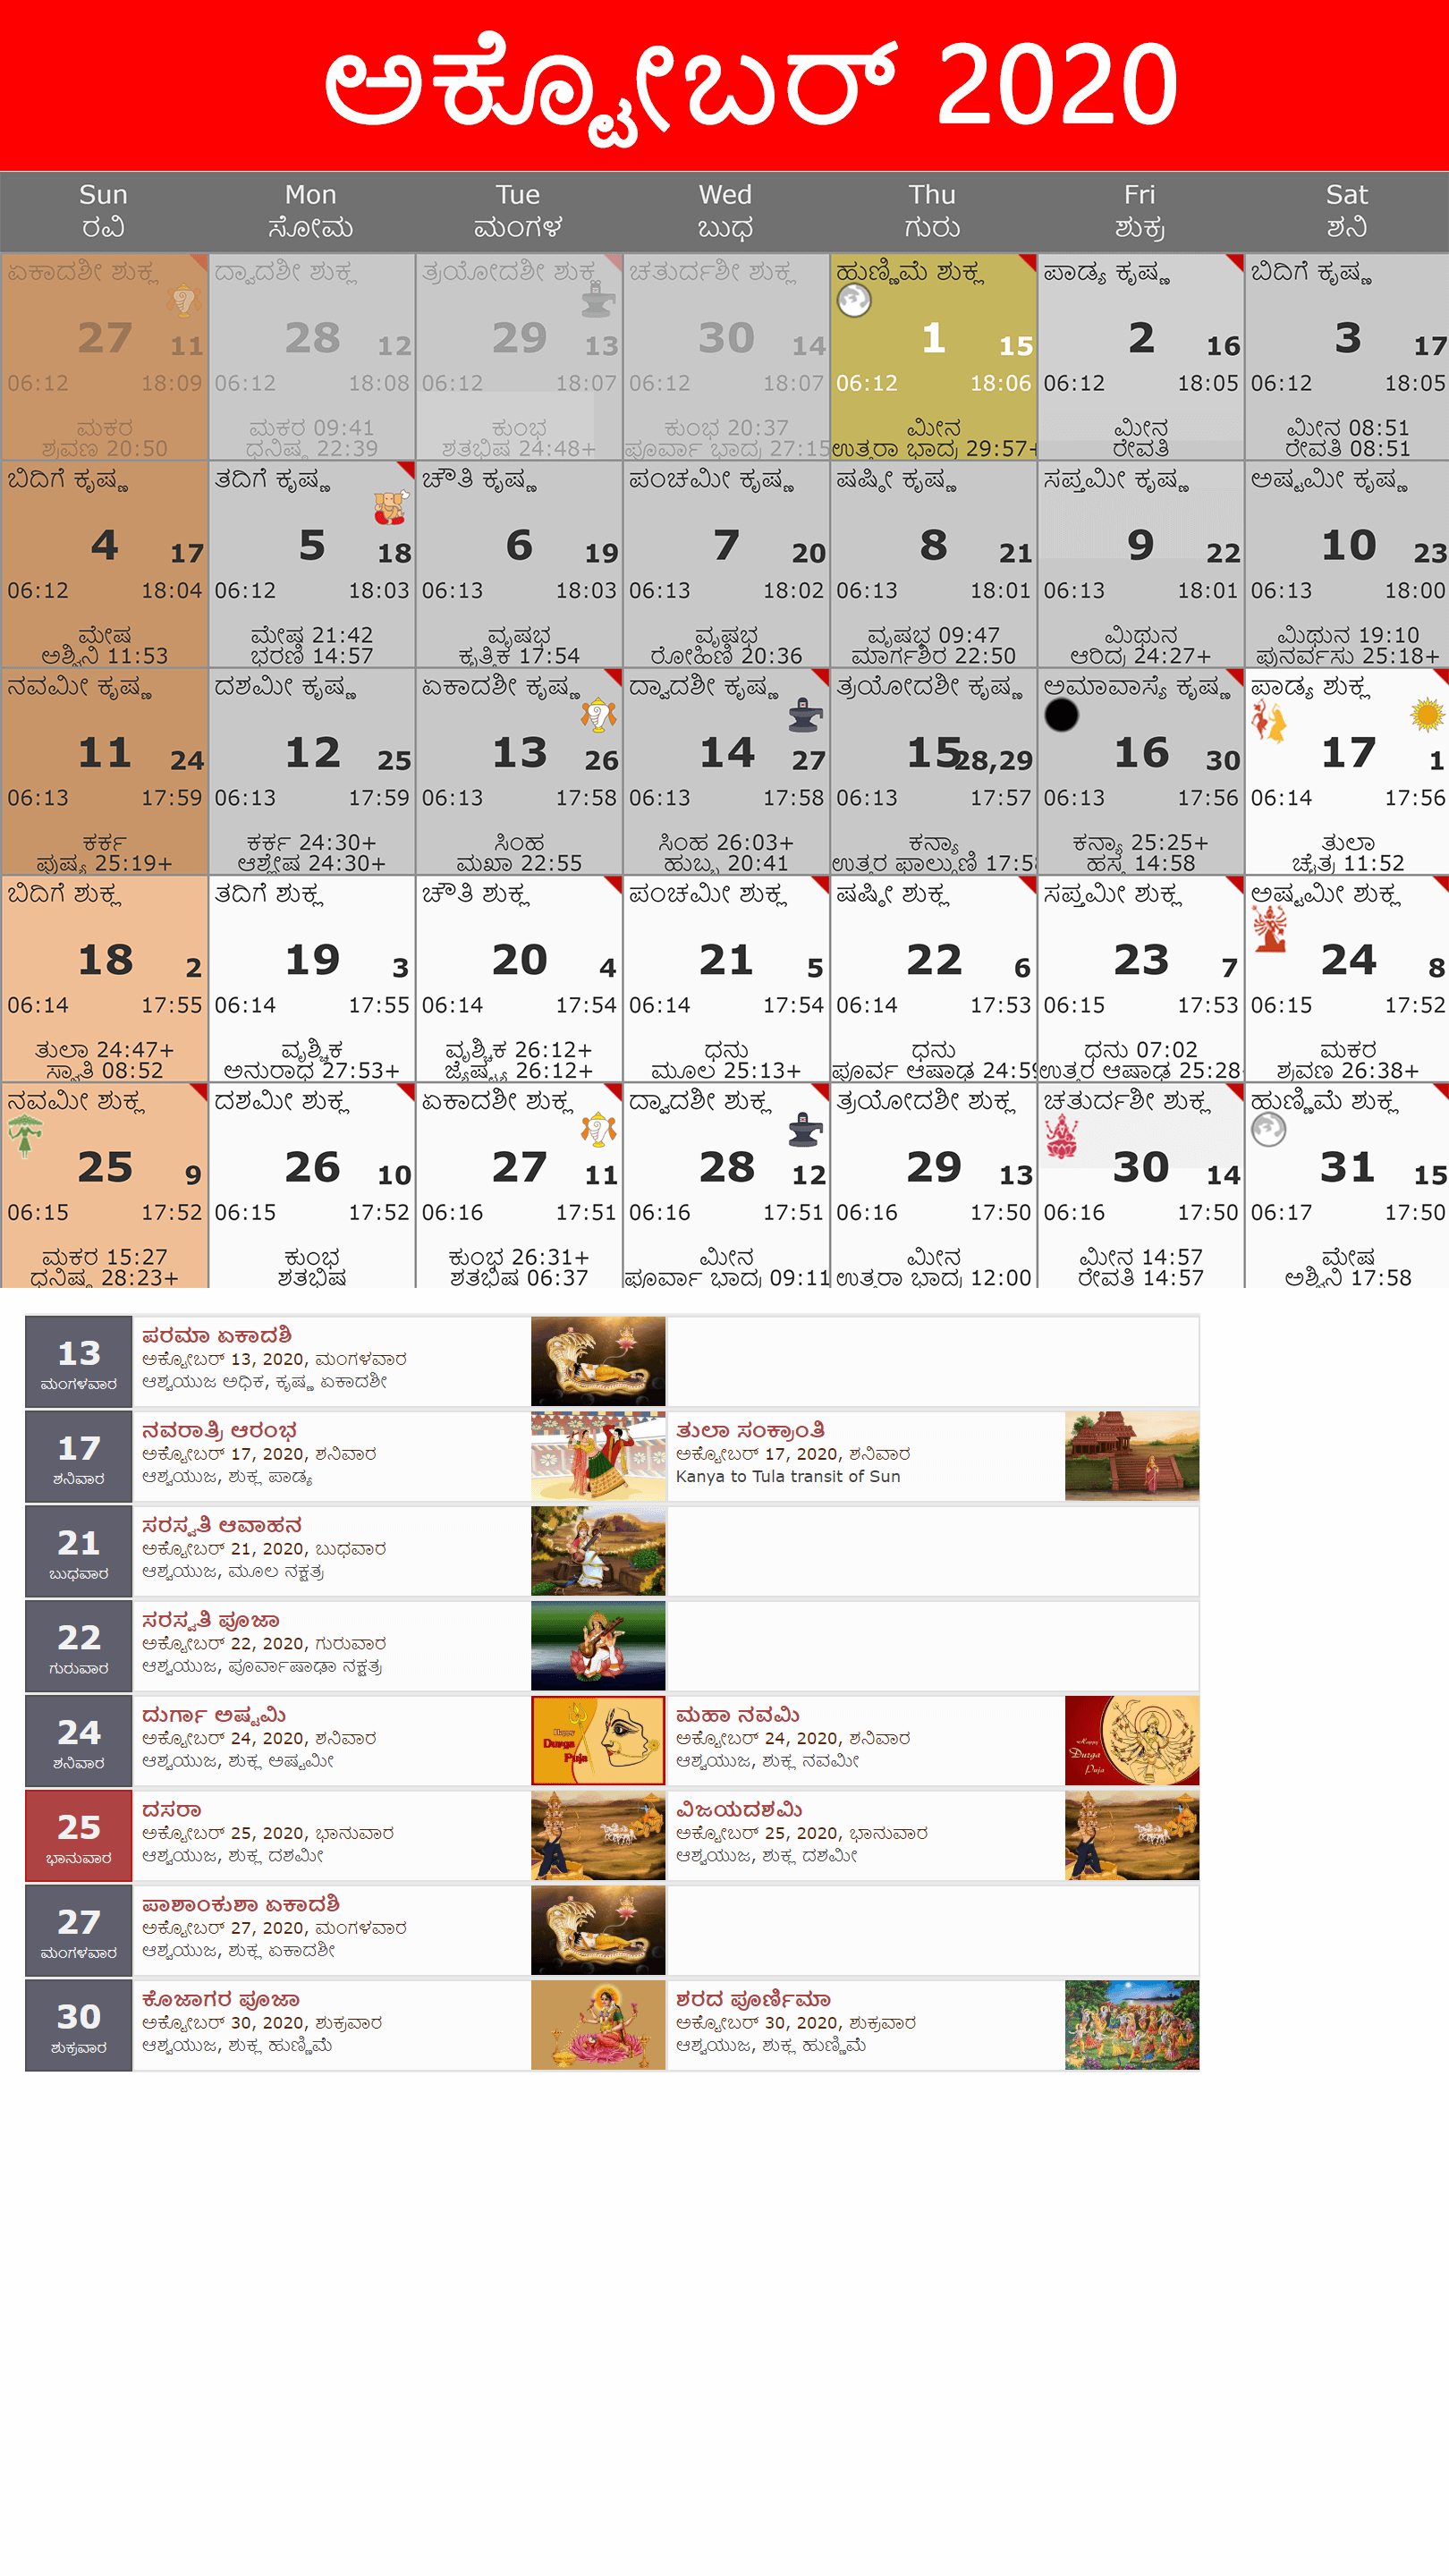 ಅಕ್ಟೋಬರ್ 2020
Sun Mon Tue Wed Thu Fri Sat
ರವಿ ಸೋಮ ಮಂಗಳ ಬುಧ ಗುರು ಶುಕ್ರ ಶನಿ
ಏಕಾದಶೀ ಶುಕ್ಲ ದ್ವಾದಶೀ ಶುಕ್ಲ ತ್ರಯೋದಶೀ ಶುಕ್ಲ ಚತುರ್ದಶೀ ಶುಕ್ಲ ಹುಣ್ಣಿಮೆ ಶುಕ್ಲ ಪಾಡ್ಯ ಕೃಷ್ಣ ಬಿದಿಗೆ ಕೃಷ್ಣ
27 11 28 12 29 13 30 14 1 15 2 16 3 17
06:12 18:09 06:12 18:08 06:12 18:07 06:12 18:07 06:12 18:06 06:12 18:05 06:12 18:05
ಮಕರ ಮಕರ 09:41 ಕುಂಭ ಕುಂಭ 20:37 ಮೀನ ಮೀನ ಮೀನ 08:51
ಶ್ರವಣ 20:50 ಧನಿಷ್ಠ 22:39 ಶತಭಿಷ 24:48+ ಪೂರ್ವಾ ಭಾದ್ರ 27:15 ಉತ್ತರಾ ಭಾದ್ರ 29:57+ ರೇವತಿ ರೇವತಿ 08:51
ಬಿದಿಗೆ ಕೃಷ್ಣ ತದಿಗೆ ಕೃಷ್ಣ ಚೌತಿ ಕೃಷ್ಣ ಪಂಚಮೀ ಕೃಷ್ಣ ಷಷ್ಠೀ ಕೃಷ್ಣ ಸಪ್ತಮೀ ಕೃಷ್ಣ ಅಷ್ಟಮೀ ಕೃಷ್ಣ
4 17 5 18 6 19 7 20 8 21 9 22 10 23
06:12 18:04 06:12 18:03 06:13 18:03 06:13 18:02 06:13 18:01 06:13 18:01 06:13 18:00
ಮೇಷ ಮೇಷ 21:42 ವೃಷಭ ವೃಷಭ ವೃಷಭ 09:47 ಮಿಥುನ ಮಿಥುನ 19:10
ಅಶ್ವಿನಿ 11:53 ಭರಣಿ 14:57 ಕೃತಿಕ 17:54 ರೋಹಿಣಿ 20:36 ಮಾರ್ಗಶಿರ 22:50 ಆರಿದ್ರ 24:27+ ಪುನರ್ವಸು 25:18+
ನವಮೀ ಕೃಷ್ಣ ದಶಮೀ ಕೃಷ್ಣ ಏಕಾದಶೀ ಕೃಷ್ಣ ದ್ವಾದಶೀ ಕೃಷ್ಣ ತ್ರಯೋದಶೀ ಕೃಷ್ಣ ಅಮಾವಾಸ್ಯೆ ಕೃಷ್ಣ ಪಾಡ್ಯ ಶುಕ್ಲ
11 24 12 25 13 26 14 27 15 28,29 16 30 17 1
06:13 17:59 06:13 17:59 06:13 17:58 06:13 17:58 06:13 17:57 06:13 17:56 06:14 17:56
ಕರ್ಕ ಕರ್ಕ 24:30+ ಸಿಂಹ ಸಿಂಹ 26:03+ ಕನ್ಯಾ ಕನ್ಯಾ 25:25+ ತುಲಾ
ಪುಷ್ಯ 25:19+ ಆಶ್ಲೇಷ 24:30+ ಮಖಾ 22:55 ಹುಬ್ಬ 20:41 ಉತ್ತರ ಫಾಲ್ಗುಣಿ 17:58 ಹಸ್ತ 14:58 ಚೈತ್ರ 11:52
ಬಿದಿಗೆ ಶುಕ್ಲ ತದಿಗೆ ಶುಕ್ಲ ಚೌತಿ ಶುಕ್ಲ ಪಂಚಮೀ ಶುಕ್ಲ ಷಷ್ಠೀ ಶುಕ್ಲ ಸಪ್ತಮೀ ಶುಕ್ಲ ಅಷ್ಟಮೀ ಶುಕ್ಲ
18 2 19 3 20 4 21 5 22 6 23 7 24 8
06:14 17:55 06:14 17:55 06:14 17:54 06:14 17:54 06:14 17:53 06:15 17:53 06:15 17:52
ತುಲಾ 24:47+ ವೃಶ್ಚಿಕ ವೃಶ್ಚಿಕ 26:12+ ಧನು ಧನು ಧನು 07:02 ಮಕರ
ಸ್ವಾತಿ 08:52 ಅನುರಾಧ 27:53+ ಜ್ಯೆಷ್ಟ್ಯ 26:12+ ಮೂಲ 25:13+ ಪೂರ್ವ ಆಷಾಢ 24:59 ಉತ್ತರ ಆಷಾಢ 25:28 ಶ್ರವಣ 26:38+
ನವಮೀ ಶುಕ್ಲ ದಶಮೀ ಶುಕ್ಲ ಏಕಾದಶೀ ಶುಕ್ಲ ದ್ವಾದಶೀ ಶುಕ್ಲ ತ್ರಯೋದಶೀ ಶುಕ್ಲ ಚತುರ್ದಶೀ ಶುಕ್ಲ ಹುಣ್ಣಿಮೆ ಶುಕ್ಲ
25 9 26 10 27 11 28 12 29 13 30 14 31 15
06:15 17:52 06:15 17:52 06:16 17:51 06:16 17:51 06:16 17:50 06:16 17:50 06:17 17:50
ಮಕರ 15:27 ಕುಂಭ ಕುಂಭ 26:31+ ಮೀನ ಮೀನ ಮೀನ 14:57 ಮೇಷ
ಧನಿಷ್ಠ 28:23+ ಶತಭಿಷ ಶತಭಿಷ 06:37 ಪೂರ್ವಾ ಭಾದ್ರ 09:11 ಉತ್ತರಾ ಭಾದ್ರ 12:00 ರೇವತಿ 14:57 ಅಶ್ವಿನಿ 17:58
13
ಮಂಗಳವಾರ
ಪರಮಾ ಏಕಾದಶಿ
ಅಕ್ಟೋಬರ್ 13, 2020, ಮಂಗಳವಾರ
ಆಶ್ವಯುಜ ಅಧಿಕ, ಕೃಷ್ಣ ಏಕಾದಶೀ
17
ಶನಿವಾರ
ನವರಾತ್ರಿ ಆರಂಭ
ಅಕ್ಟೋಬರ್ 17, 2020, ಶನಿವಾರ
ಆಶ್ವಯುಜ, ಶುಕ್ಲ ಪಾಡ್ಯ
ತುಲಾ ಸಂಕ್ರಾಂತಿ
ಅಕ್ಟೋಬರ್ 17, 2020, ಶನಿವಾರ
Kanya to Tula transit of Sun
21
ಬುಧವಾರ
ಸರಸ್ವತಿ ಆವಾಹನ
ಅಕ್ಟೋಬರ್ 21, 2020, ಬುಧವಾರ
ಆಶ್ವಯುಜ, ಮೂಲ ನಕ್ಷತ್ರ
22
ಗುರುವಾರ
ಸರಸ್ವತಿ ಪೂಜಾ
ಅಕ್ಟೋಬರ್ 22, 2020, ಗುರುವಾರ
ಆಶ್ವಯುಜ, ಪೂರ್ವಾಷಾಢಾ ನಕ್ಷತ್ರ
24
ಶನಿವಾರ
ದುರ್ಗಾ ಅಷ್ಟಮಿ
ಅಕ್ಟೋಬರ್ 24, 2020, ಶನಿವಾರ
ಆಶ್ವಯುಜ, ಶುಕ್ಲ ಅಷ್ಟಮೀ
Happy
Durga
Puja
ಮಹಾ ನವಮಿ
ಅಕ್ಟೋಬರ್ 24, 2020, ಶನಿವಾರ
ಆಶ್ವಯುಜ, ಶುಕ್ಲ ನವಮೀ
Happy
Durga
Puja
25
ಭಾನುವಾರ
ದಸರಾ
ಅಕ್ಟೋಬರ್ 25, 2020, ಭಾನುವಾರ
ಆಶ್ವಯುಜ, ಶುಕ್ಲ ದಶಮೀ
ವಿಜಯದಶಮಿ
ಅಕ್ಟೋಬರ್ 25, 2020, ಭಾನುವಾರ
ಆಶ್ವಯುಜ, ಶುಕ್ಲ ದಶಮೀ
27
ಮಂಗಳವಾರ
ಪಾಶಾಂಕುಶಾ ಏಕಾದಶಿ
ಅಕ್ಟೋಬರ್ 27, 2020, ಮಂಗಳವಾರ
ಆಶ್ವಯುಜ, ಶುಕ್ಲ ಏಕಾದಶೀ
30
ಶುಕ್ರವಾರ
ಕೊಜಾಗರ ಪೂಜಾ
ಅಕ್ಟೋಬರ್ 30, 2020, ಶುಕ್ರವಾರ
ಆಶ್ವಯುಜ, ಶುಕ್ಲ ಹುಣ್ಣಿಮೆ
ಶರದ ಪೂರ್ಣಿಮಾ
ಅಕ್ಟೋಬರ್ 30, 2020, ಶುಕ್ರವಾರ
ಆಶ್ವಯುಜ, ಶುಕ್ಲ ಹುಣ್ಣಿಮೆ